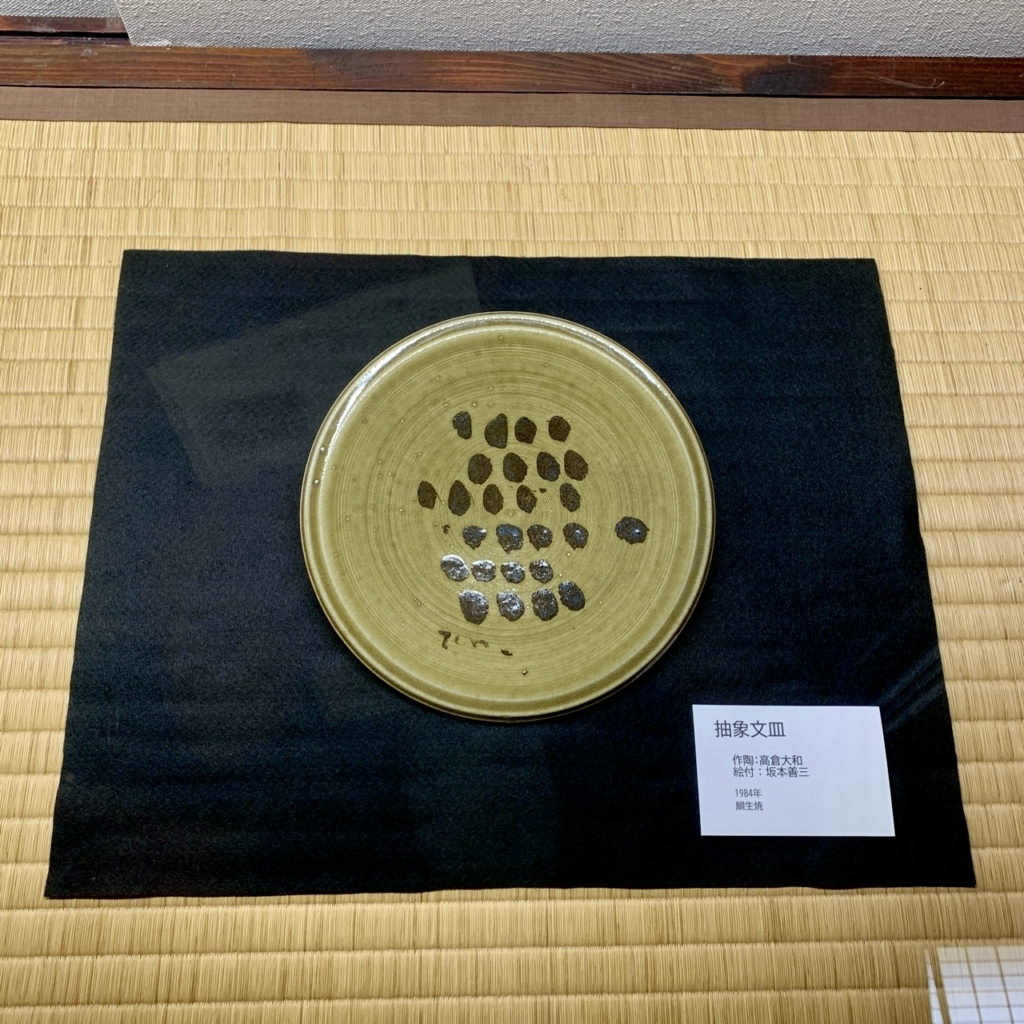 抽象文皿
作陶:高倉大和
絵付：坂本善三
1984年
鯛生焼